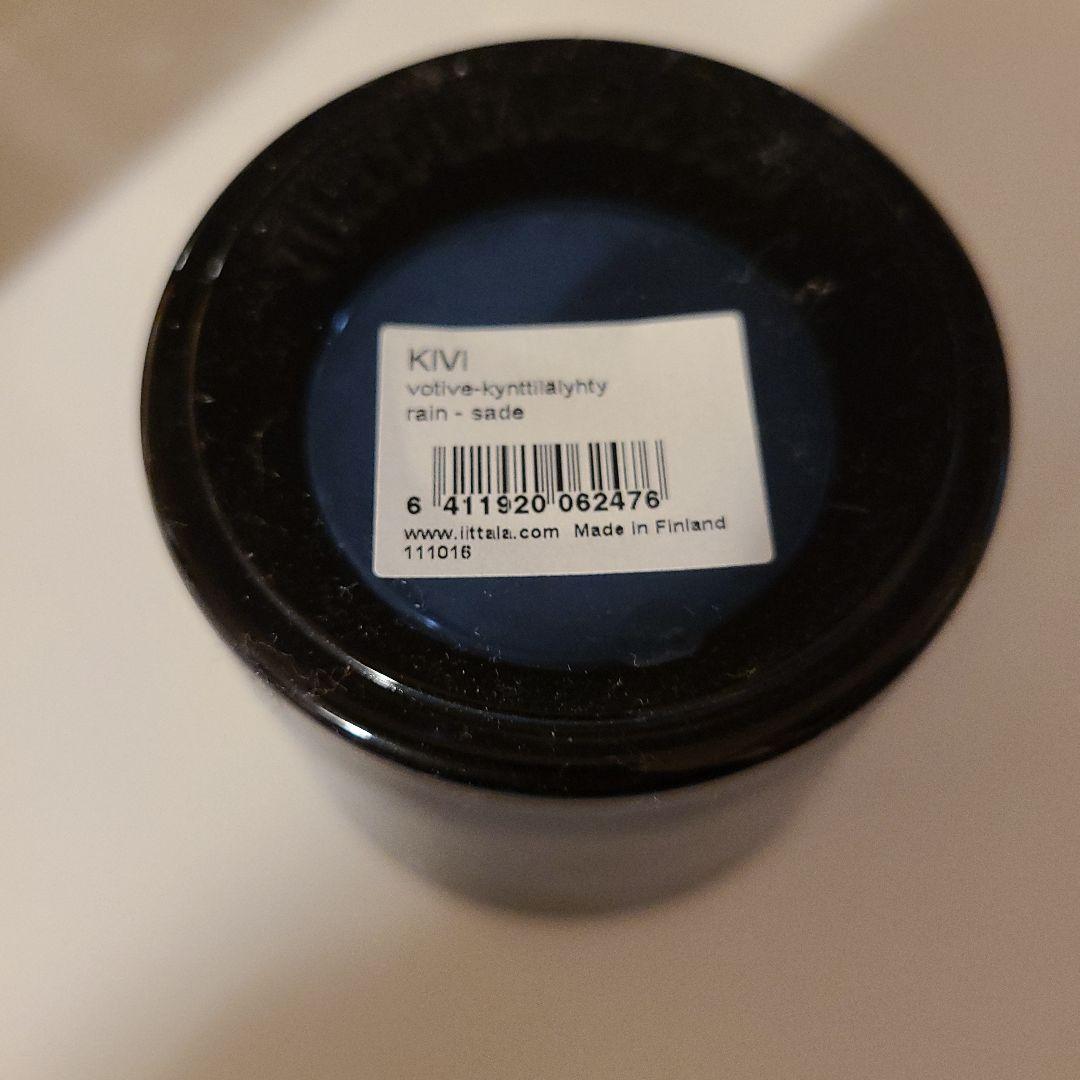 KIVI
votive-kynttilälyhty
rain - sade
6 411920 062476
www.iittala.com Made in Finland
111016